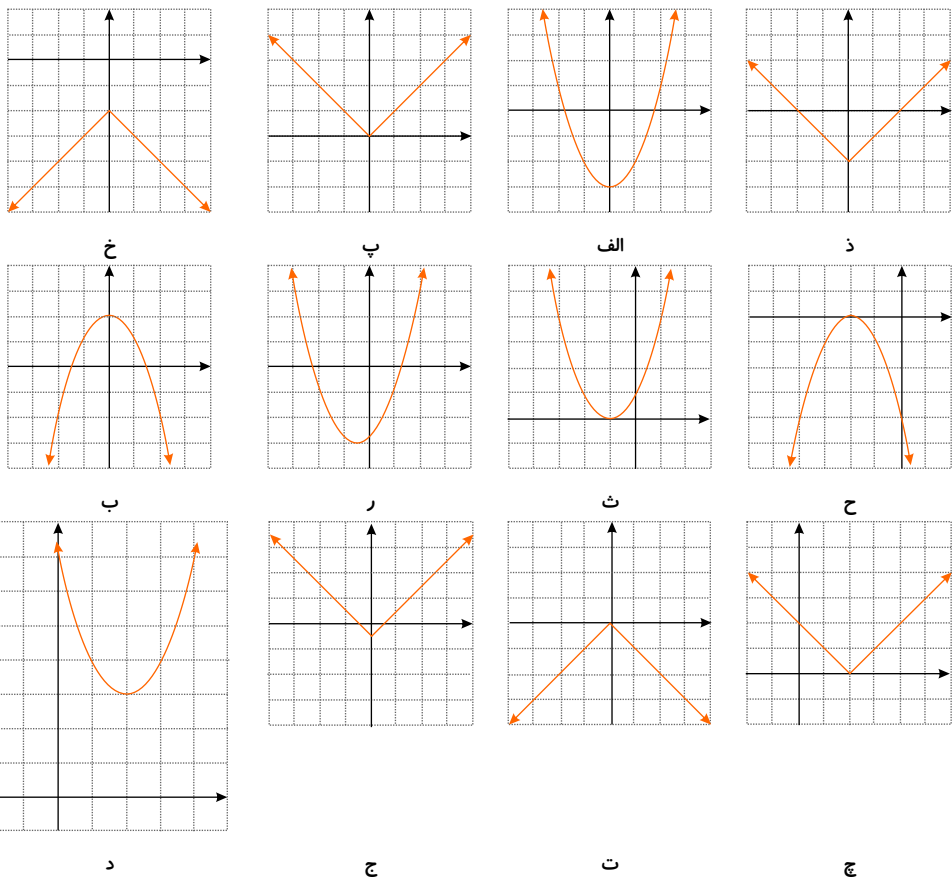 ذ الف پ خ
ح ث ر ب
چ ت ج د